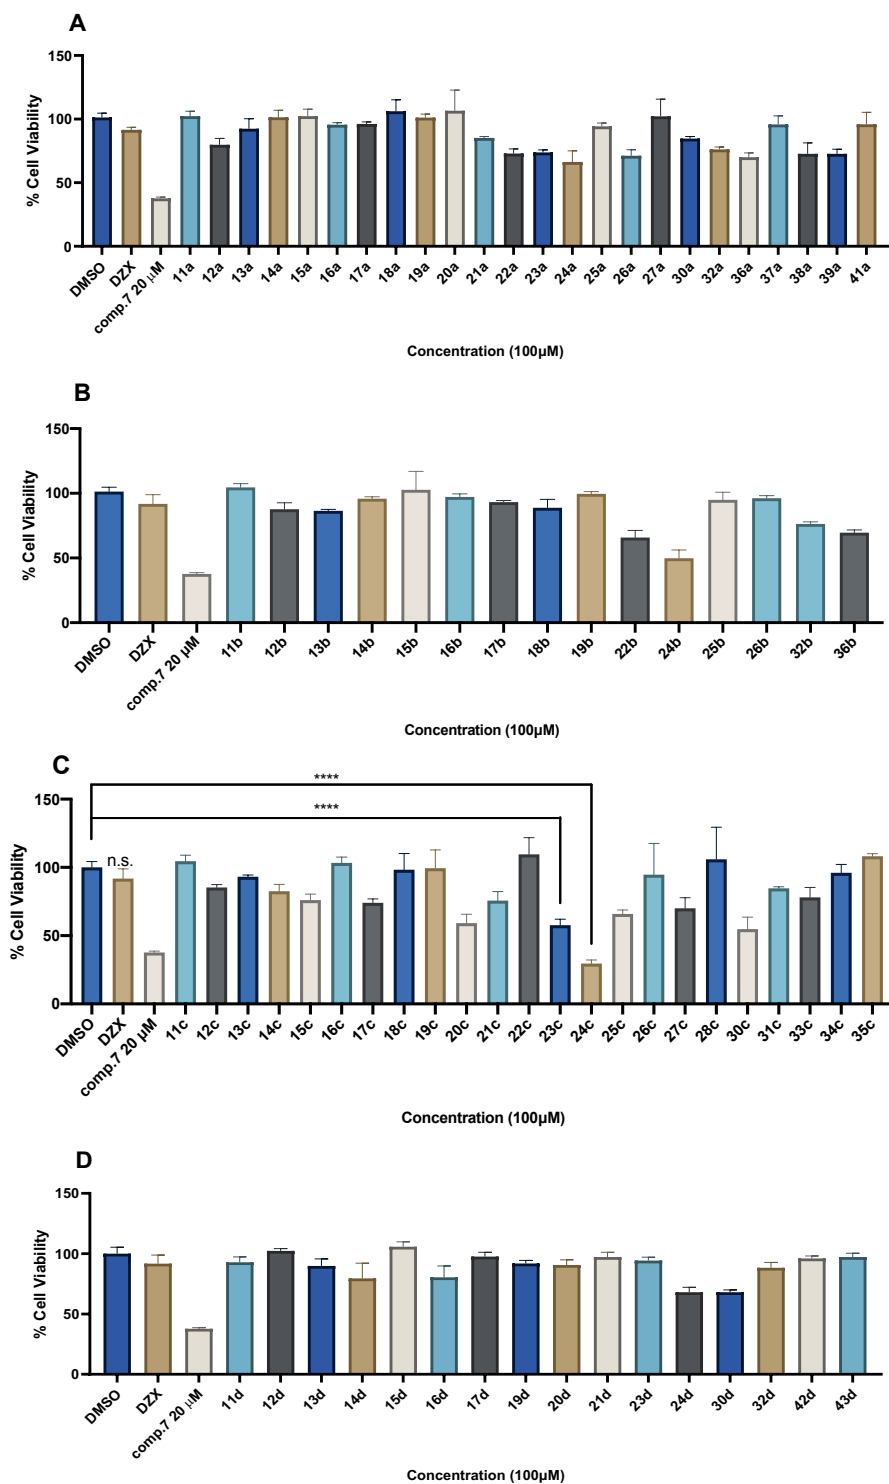 A
% Cell Viability
150
100
50
0
DMSO
DZX
comp.7 20 µM
11a
12a
13a
14a
15a
16a
17a
18a
19a
20a
21a
22a
23a
24a
25a
26a
27a
30a
32a
36a
37a
38a
39a
41a
Concentration (100µM)
B
% Cell Viability
150
100
50
0
DMSO
DZX
comp.7 20 µM
11b
12b
13b
14b
15b
16b
17b
18b
19b
22b
24b
25b
26b
32b
36b
Concentration (100µM)
C
****
****
n.s.
% Cell Viability
150
100
50
0
DMSO
DZX
comp.7 20 µM
11c
12c
13c
14c
15c
16c
17c
18c
19c
20c
21c
22c
23c
24c
25c
26c
27c
28c
30c
31c
33c
34c
35c
Concentration (100µM)
D
% Cell Viability
150
100
50
0
DMSO
DZX
comp.7 20 µM
11d
12d
13d
14d
15d
16d
17d
19d
20d
21d
23d
24d
30d
32d
42d
43d
Concentration (100µM)